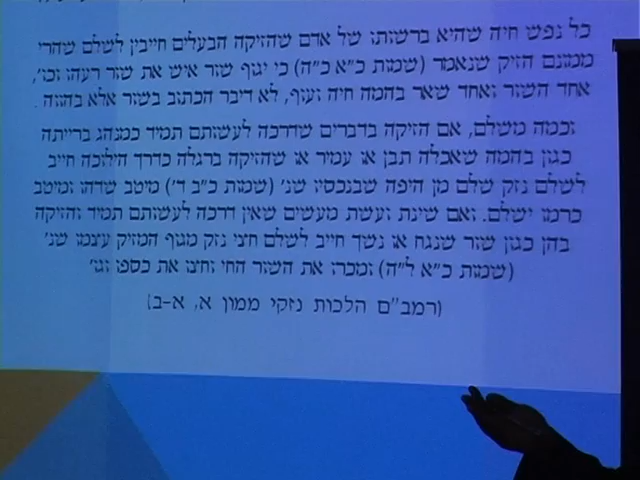 כל נפש חיה שהיא ברשותו של אדם שהזיקה הבעלים חייבין לשלם שהרי
ממונם הזיק שנאמר (שמות כ״א כ״ה) כי יגוף שור איש את שור רעהו וכו׳,
אחד השור ואחד שאר בהמה חיה ועוף, לא דיבר הכתוב בשור אלא בהווה.
וכמה משלם, אם הזיקה בדברים שדרכה לעשותם תמיד כמנהג ברייתה
כגון בהמה שאכלה תבן או עמיר או שהזיקה ברגלה כדרך הילוכה חייב
לשלם נזק שלם מן היפה שבנכסיו שנ׳ (שמות כ״ב ד׳) מיטב שדהו ומיטב
כרמו ישלם. ואם שינת ועשת מעשים שאין דרכה לעשותם תמיד והזיקה
בהן כגון שור שנגח או נשך חייב לשלם חצי נזק מגוף המזיק עצמו שנ׳
(שמות כ״א ל״ה) ומכרו את השור החי וחצו את כספו וגו׳
(רמב״ם הלכות נזקי ממון א, א-ב)